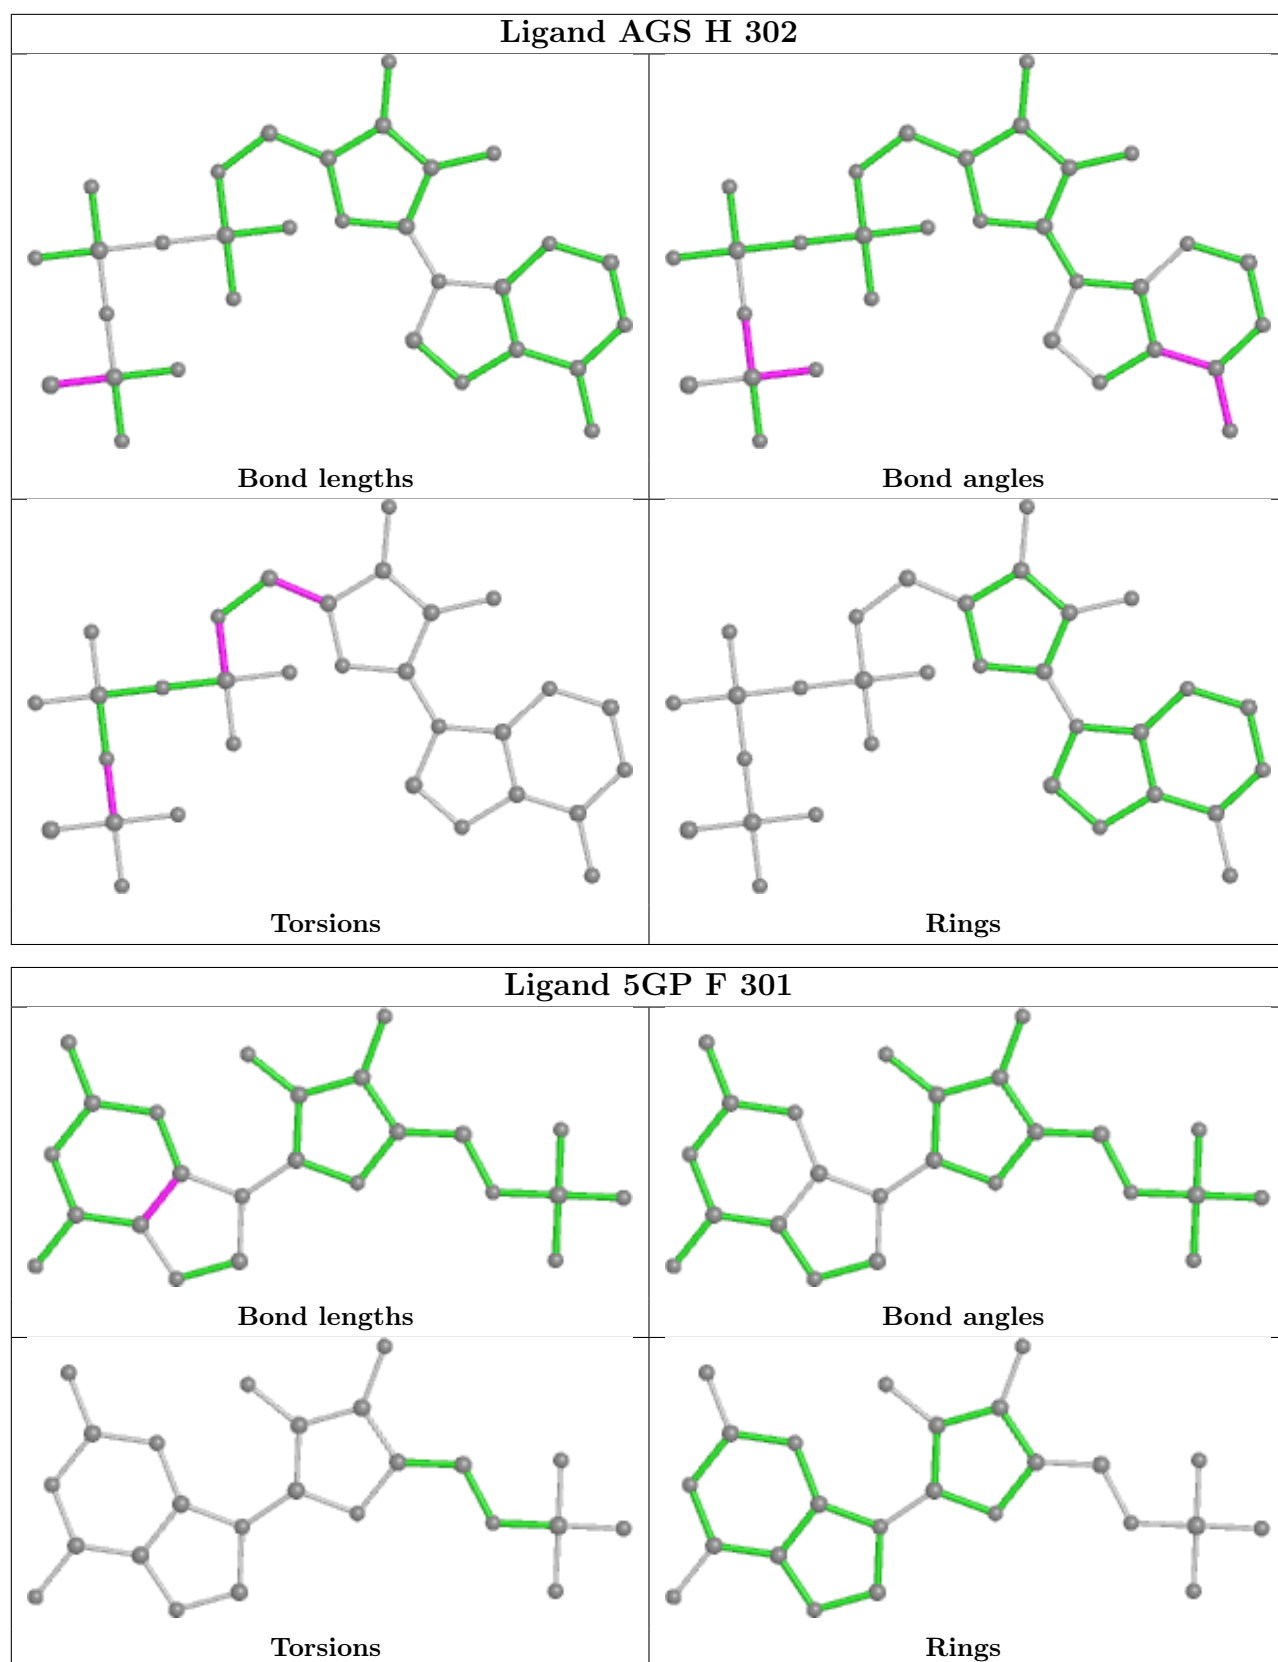 Ligand AGS H 302
Bond lengths
Bond angles
Torsions
Rings
Ligand 5GP F 301
Bond lengths
Bond angles
Torsions
Rings